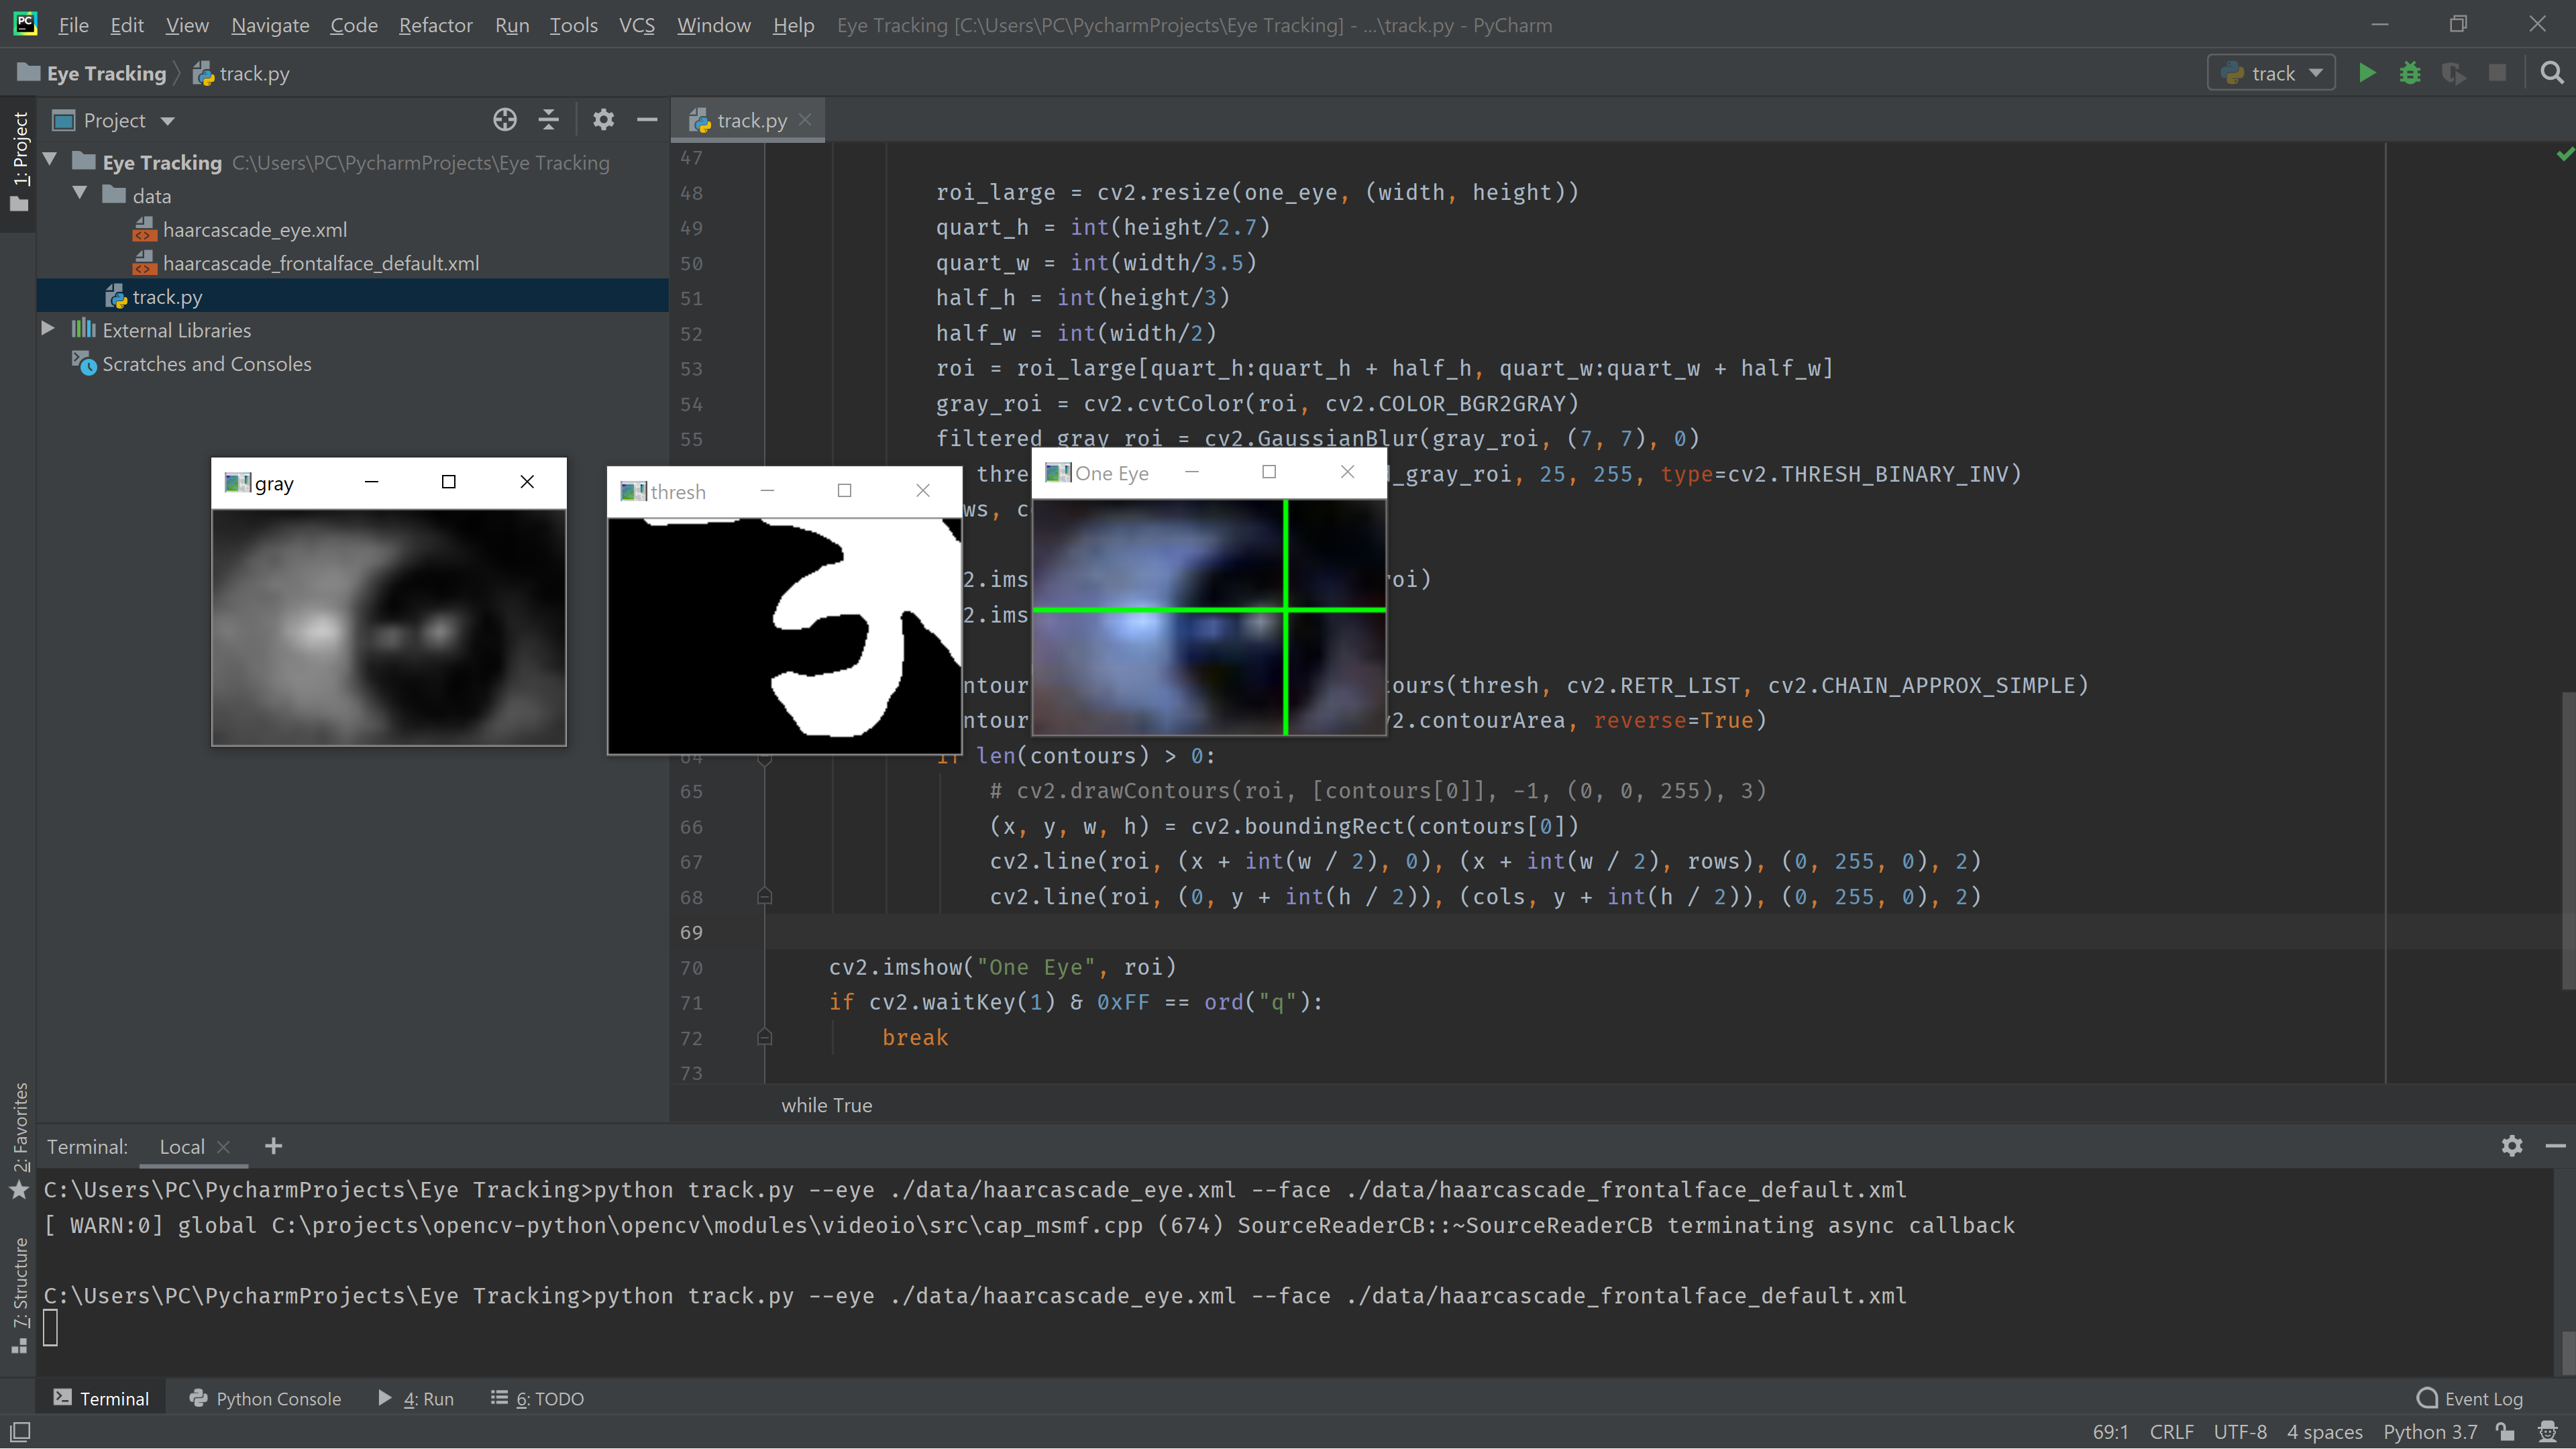 File Edit View Navigate Code Refactor Run Tools VCS Window Help Eye Tracking [C:\Users\PC\PycharmProjects\Eye Tracking] - ...\track.py - PyCharm
Eye Tracking track.py track
1: Project
Project
track.py
Eye Tracking C:\Users\PC\PycharmProjects\Eye Tracking
data
haarcascade_eye.xml
haarcascade_frontalface_default.xml
track.py
External Libraries
Scratches and Consoles
47
48 roi_large = cv2.resize(one_eye, (width, height))
49 quart_h = int(height/2.7)
50 quart_w = int(width/3.5)
51 half_h = int(height/3)
52 half_w = int(width/2)
53 roi = roi_large[quart_h:quart_h + half_h, quart_w:quart_w + half_w]
54 gray_roi = cv2.cvtColor(roi, cv2.COLOR_BGR2GRAY)
55 filtered_gray_roi = cv2.GaussianBlur(gray_roi, (7, 7), 0)
gray
thresh
One Eye
thre _gray_roi, 25, 255, type=cv2.THRESH_BINARY_INV)
ws, c
2.ims roi)
2.ims
ntour ours(thresh, cv2.RETR_LIST, cv2.CHAIN_APPROX_SIMPLE)
ntour v2.contourArea, reverse=True)
64 if len(contours) > 0:
65 # cv2.drawContours(roi, [contours[0]], -1, (0, 0, 255), 3)
66 (x, y, w, h) = cv2.boundingRect(contours[0])
67 cv2.line(roi, (x + int(w / 2), 0), (x + int(w / 2), rows), (0, 255, 0), 2)
68 cv2.line(roi, (0, y + int(h / 2)), (cols, y + int(h / 2)), (0, 255, 0), 2)
69
70 cv2.imshow("One Eye", roi)
71 if cv2.waitKey(1) & 0xFF == ord("q"):
72 break
73
while True
2: Favorites
7: Structure
Terminal: Local
C:\Users\PC\PycharmProjects\Eye Tracking>python track.py --eye ./data/haarcascade_eye.xml --face ./data/haarcascade_frontalface_default.xml
[ WARN:0] global C:\projects\opencv-python\opencv\modules\videoio\src\cap_msmf.cpp (674) SourceReaderCB::~SourceReaderCB terminating async callback
C:\Users\PC\PycharmProjects\Eye Tracking>python track.py --eye ./data/haarcascade_eye.xml --face ./data/haarcascade_frontalface_default.xml
Terminal Python Console 4: Run 6: TODO Event Log
69:1 CRLF UTF-8 4 spaces Python 3.7